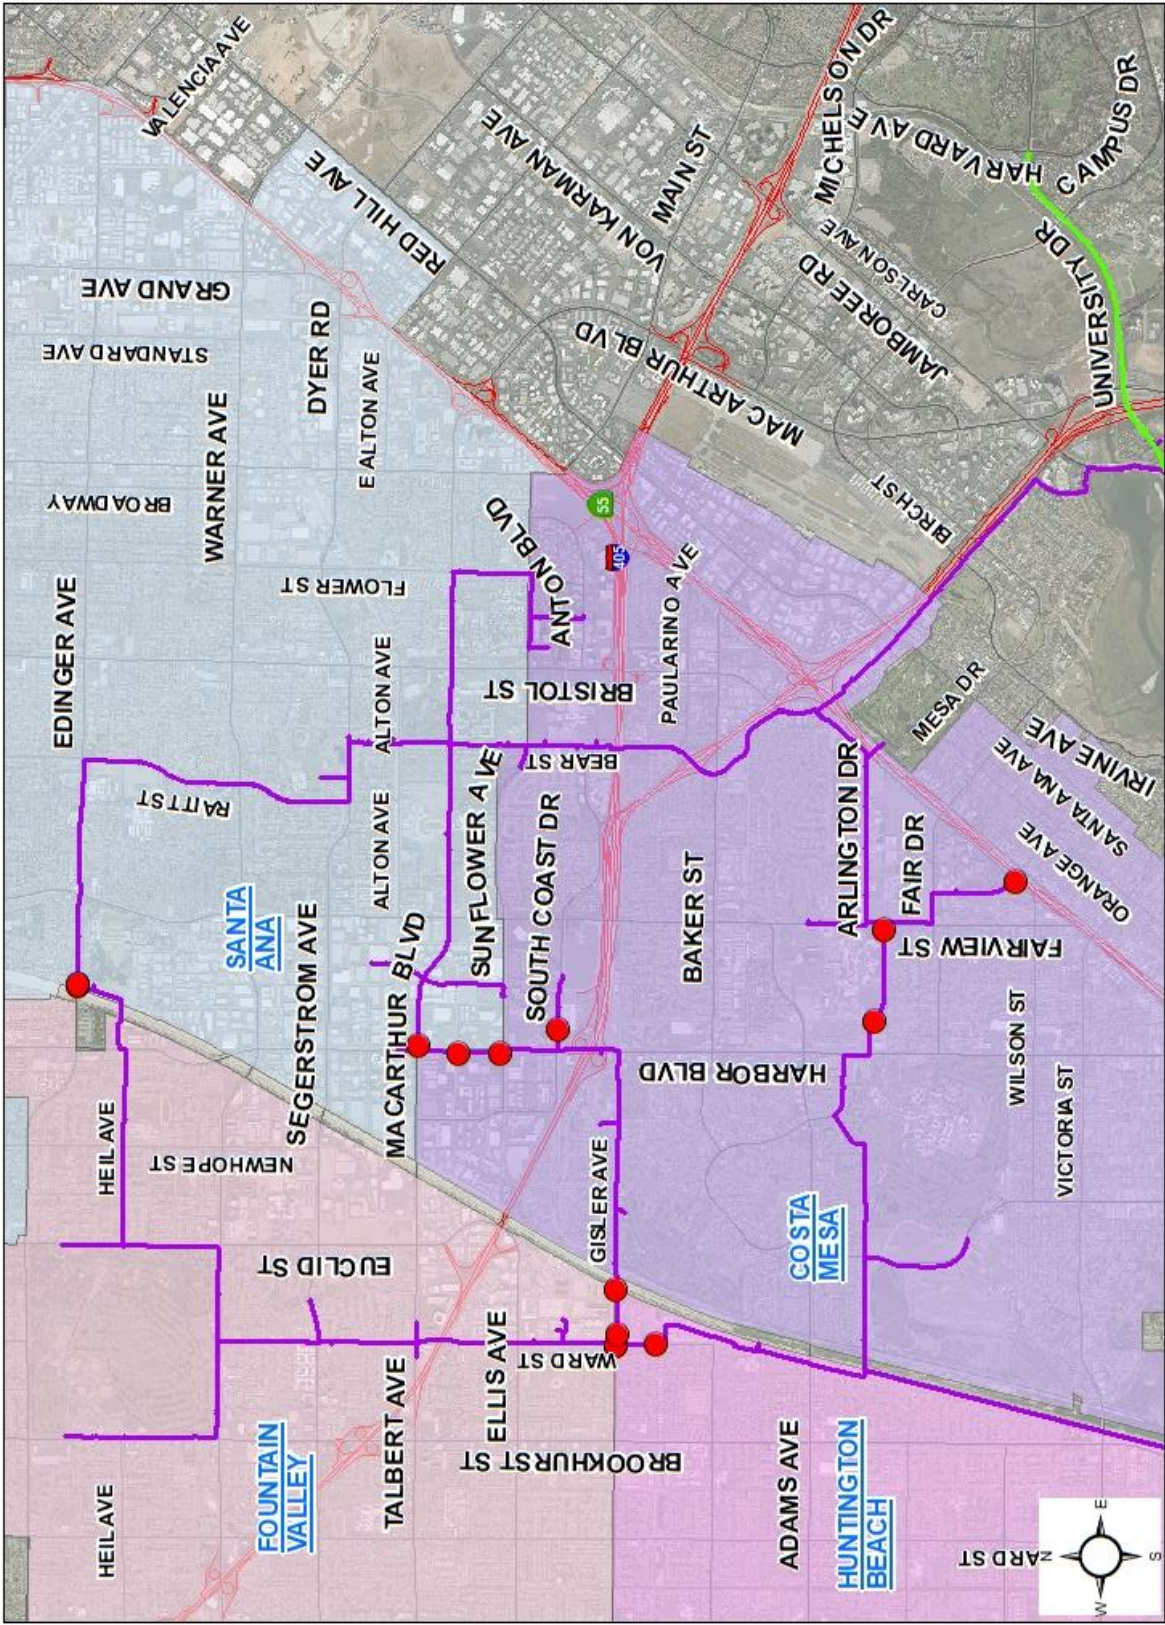 VALENCIA AVE
RED HILL AVE
GRAND AVE
STANDARD AVE
DYER RD
E ALTON AVE
WARNER AVE
BROADWAY
FLOWER ST
EDINGER AVE
VON KARMAN AVE
MAIN ST
MICHELSON DR
HARVARD AVE
CAMPUS DR
CARLSON AVE
JAMBOREE RD
UNIVERSITY DR
MAC ARTHUR BLVD
BIRCH ST
ANTON BLVD
55
405
PAULARINO AVE
ALTON AVE
BRISTOL ST
BEAR ST
RAITT ST
ALTON AVE
SUNFLOWER AVE
SOUTH COAST DR
MESA DR
IRVINE AVE
SANTA ANA AVE
ORANGE AVE
ARLINGTON DR
FAIR DR
FAIRVIEW ST
BAKER ST
SANTA
ANA
SEGERSTROM AVE
MACARTHUR BLVD
HARBOR BLVD
WILSON ST
VICTORIA ST
HEIL AVE
NEWHOPE ST
GISLER AVE
COSTA
MESA
EUCLID ST
WARD ST
ELLIS AVE
TALBERT AVE
BROOKHURST ST
FOUNTAIN
VALLEY
HEIL AVE
ADAMS AVE
HUNTINGTON
BEACH
ARD ST
N
W
E
S